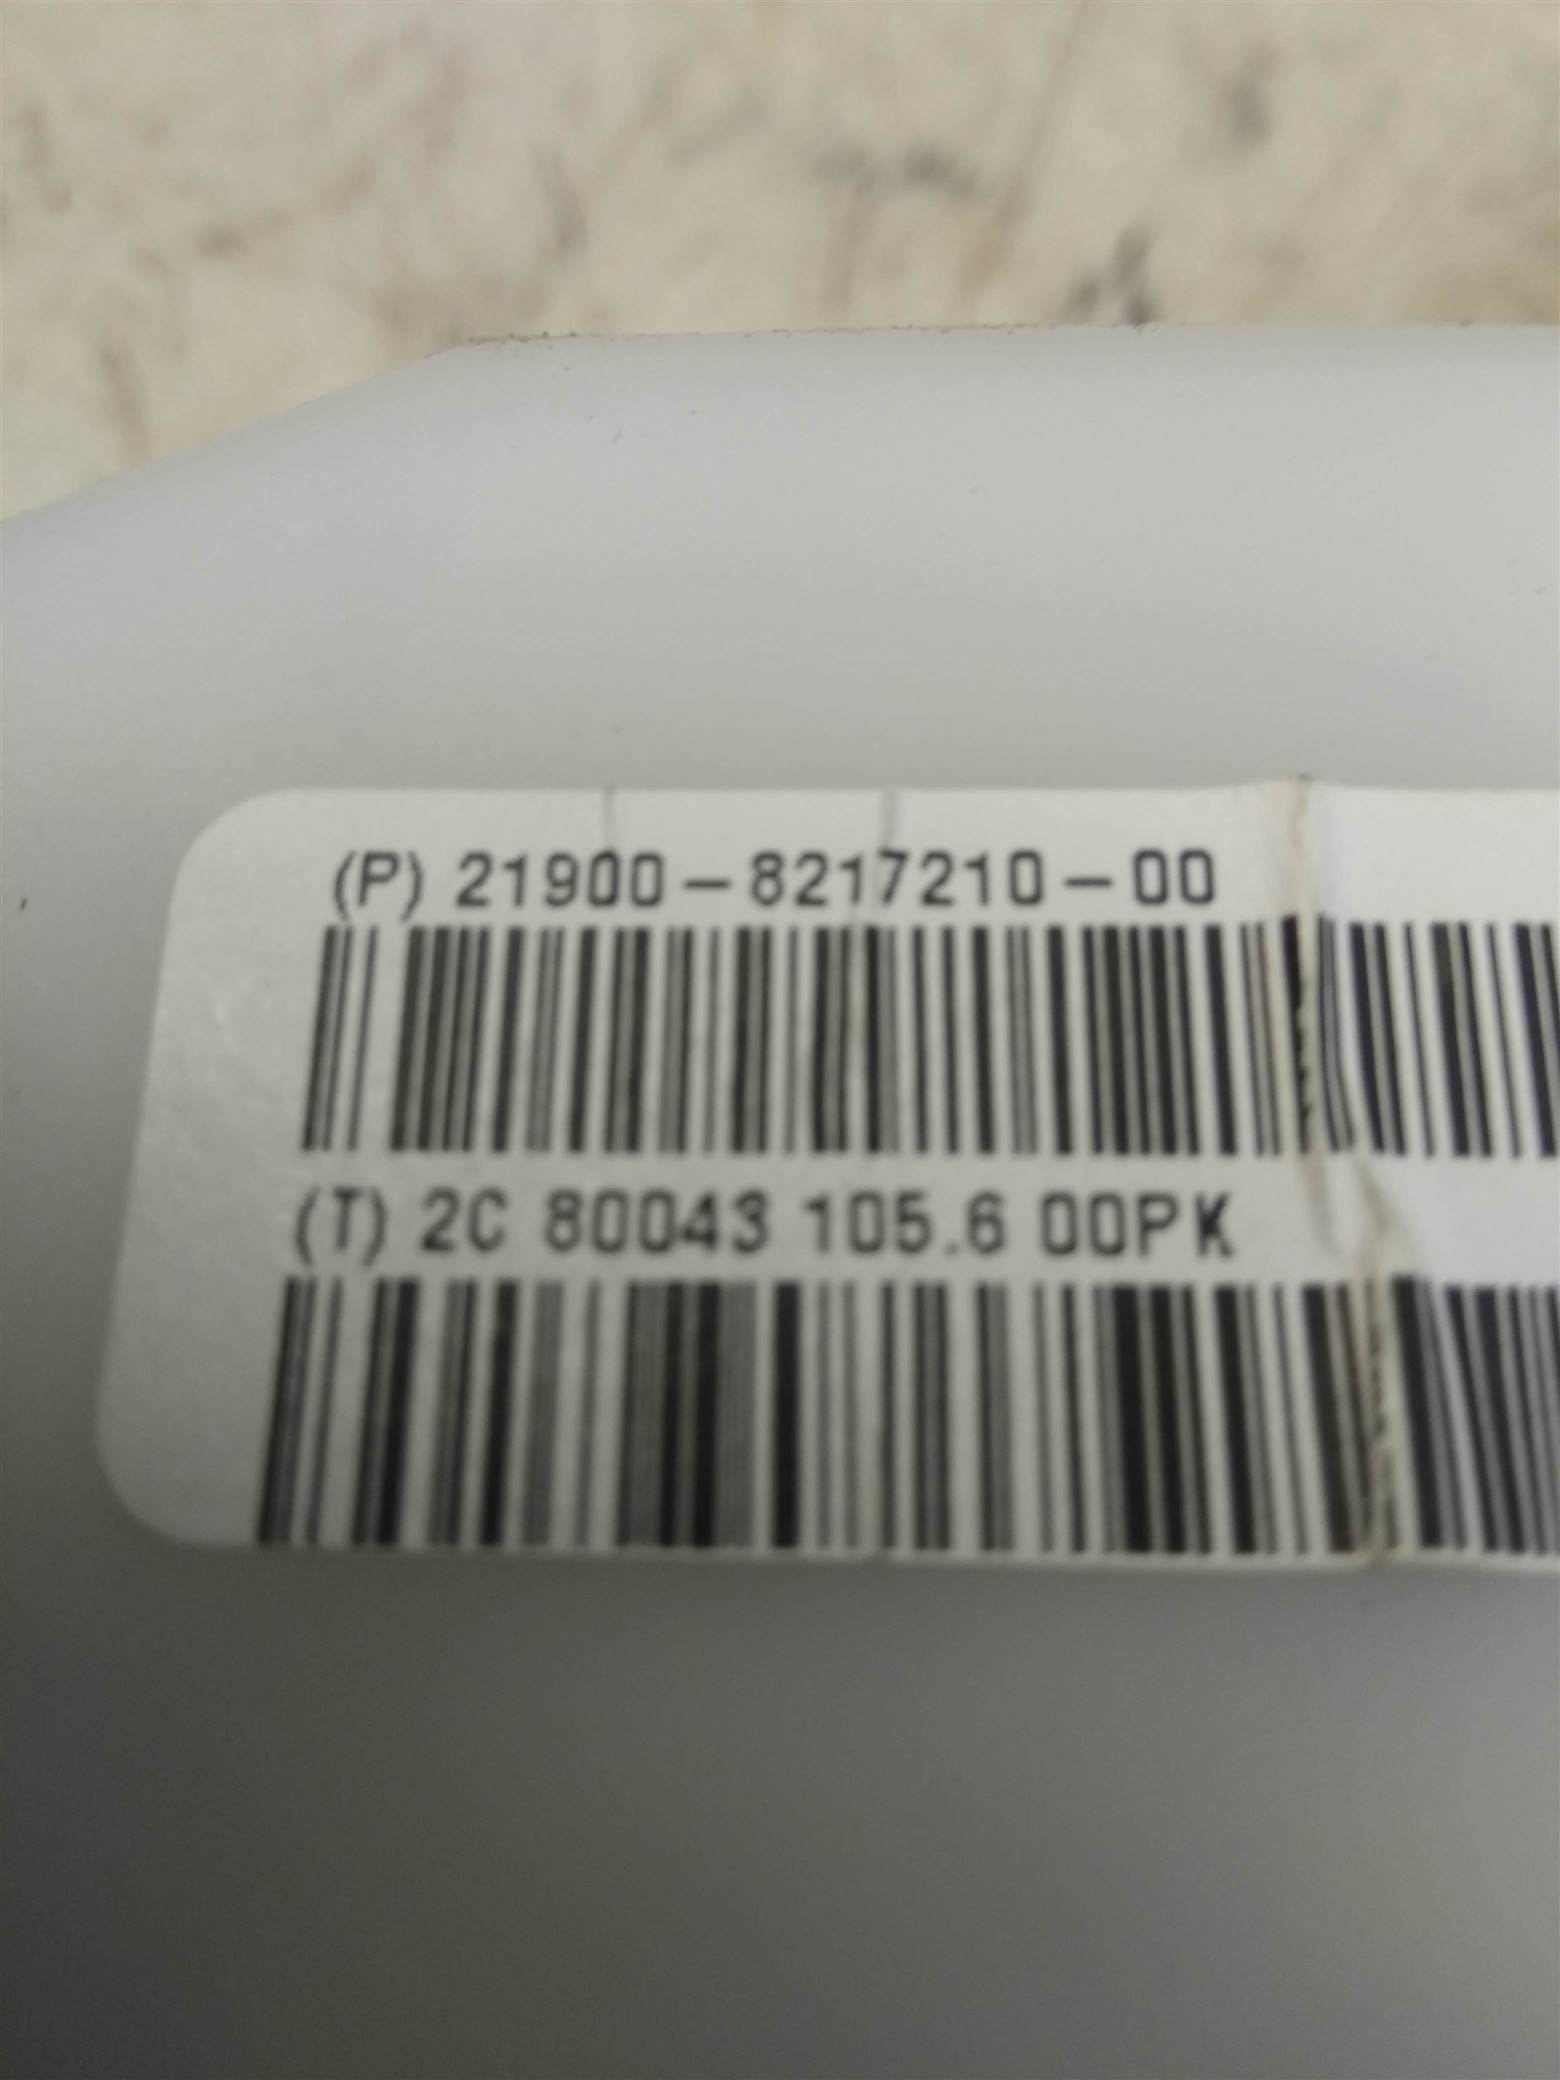 (P) 21900-8217210-00
(T) 2C 80043 105.6 00PK